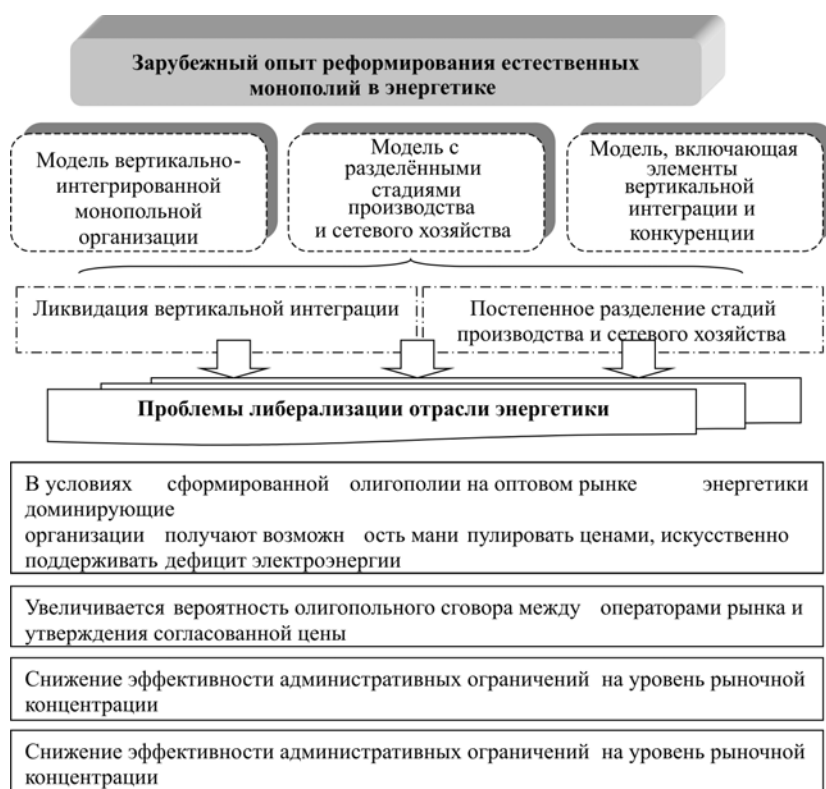 Зарубежный опыт реформирования естественных
монополий в энергетике
Модель вертикально-
интегрированной
монопольной
организации
Модель с
разделёнными
стадиями
производства
и сетевого хозяйства
Модель, включающая
элементы
вертикальной
интеграции и
конкуренции
Ликвидация вертикальной интеграции
Постепенное разделение стадий
производства и сетевого хозяйства
Проблемы либерализации отрасли энергетики
В условиях сформированной олигополии на оптовом рынке энергетики
доминирующие
организации получают возможн ость мани пулировать ценами, искусственно
поддерживать дефицит электроэнергии
Увеличивается вероятность олигопольного сговора между операторами рынка и
утверждения согласованной цены
Снижение эффективности административных ограничений на уровень рыночной
концентрации
Снижение эффективности административных ограничений на уровень рыночной
концентрации